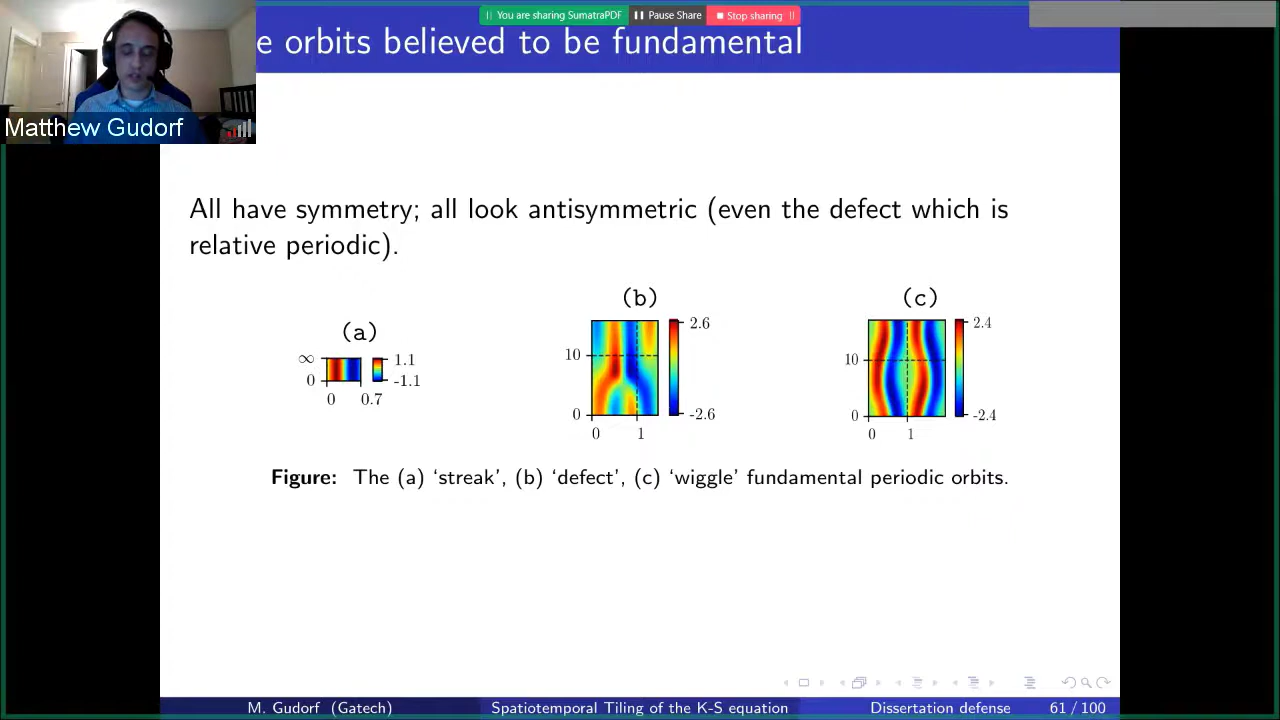 You are sharing SumatraPDF
Pause Share
Stop sharing
e orbits believed to be fundamental
Matthew Gudorf
All have symmetry; all look antisymmetric (even the defect which is
relative periodic).
(a)
∞
0
0
0.7
1.1
-1.1
(b)
10
0
0
1
2.6
-2.6
(c)
10
0
0
1
2.4
-2.4
Figure: The (a) ‘streak’, (b) ‘defect’, (c) ‘wiggle’ fundamental periodic orbits.
M. Gudorf (Gatech)
Spatiotemporal Tiling of the K-S equation
Dissertation defense
61 / 100